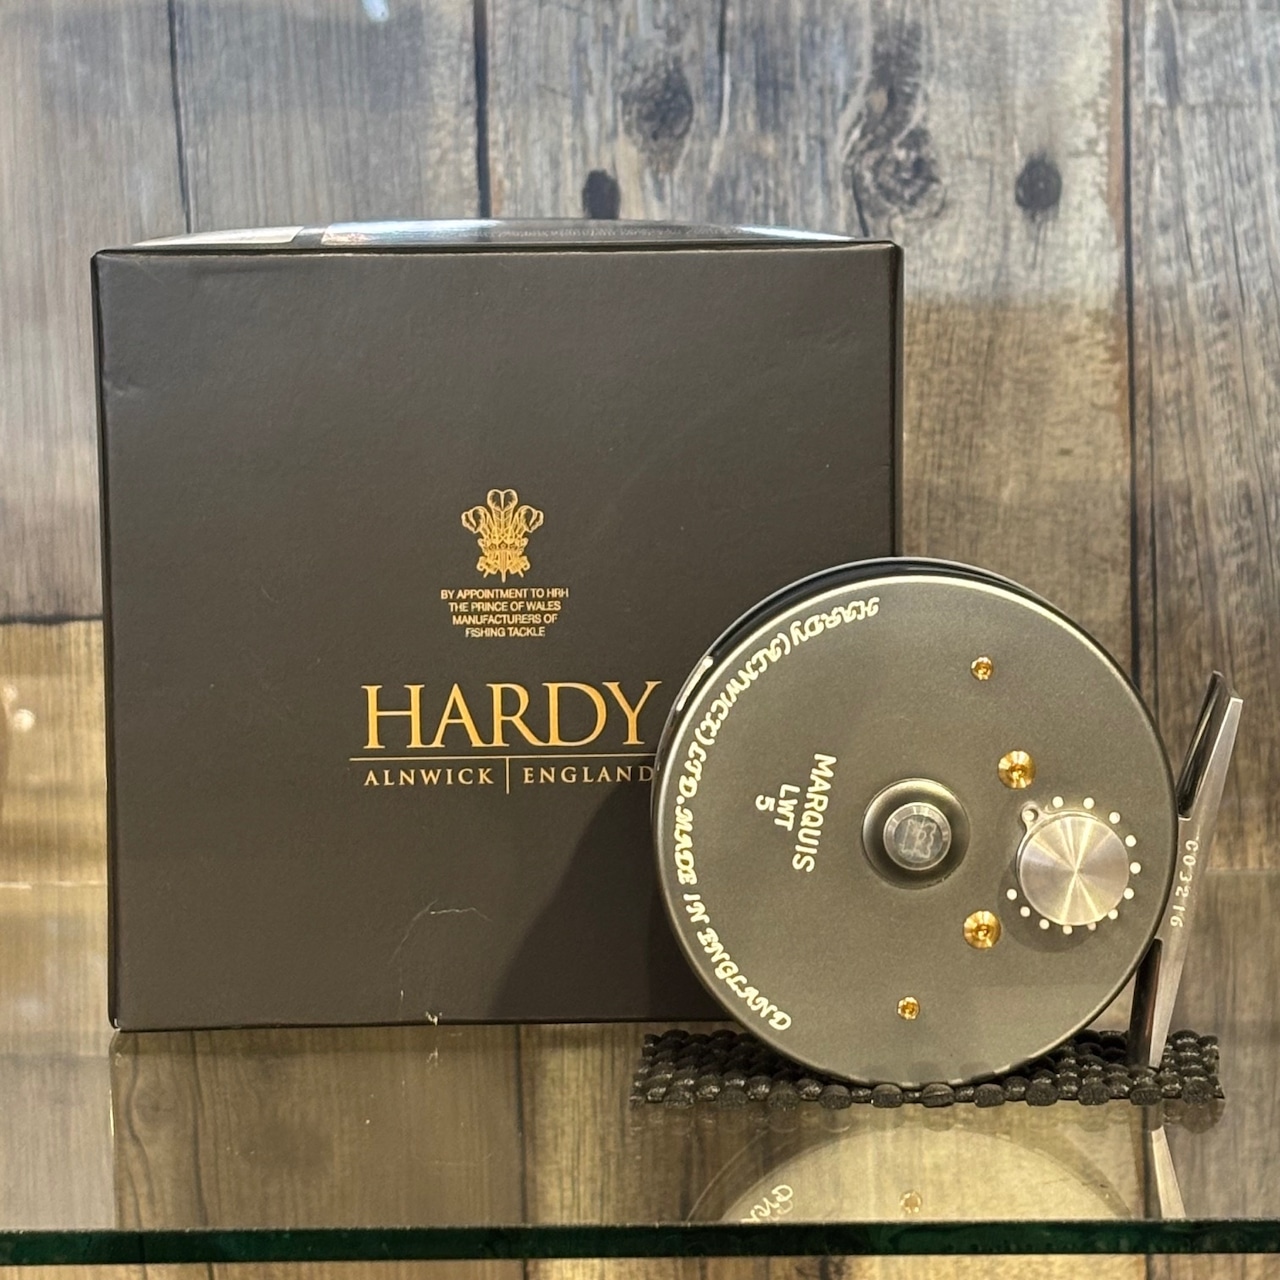 BY APPOINTMENT TO HRH
THE PRINCE OF WALES
MANUFACTURERS OF
FISHING TACKLE
HARDY
ALNWICK | ENGLAND
HARDY (ALNWICK) LTD. MADE IN ENGLAND
MARQUIS
LWT
5
C03216